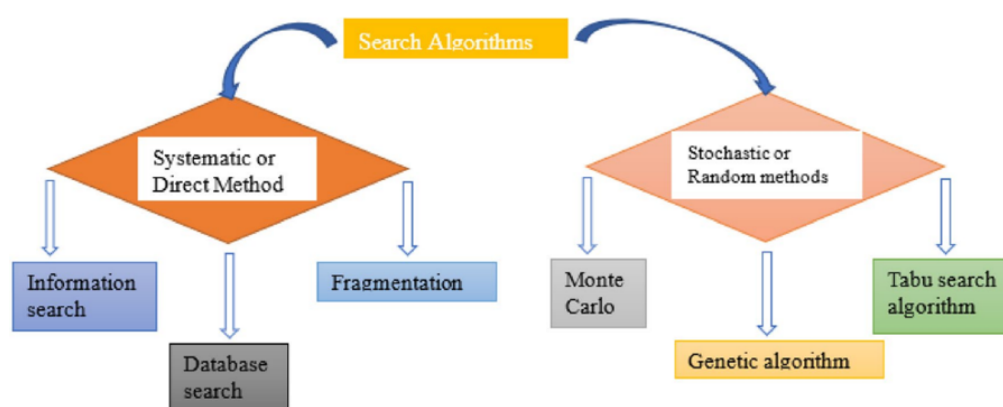 Search Algorithms
Systematic or
Direct Method
Stochastic or
Random methods
Information
search
Fragmentation
Monte
Carlo
Tabu search
algorithm
Database
search
Genetic algorithm